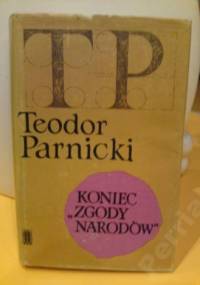 TP
Teodor
Parnicki
KONIEC
„ZGODY
NARODÓW”